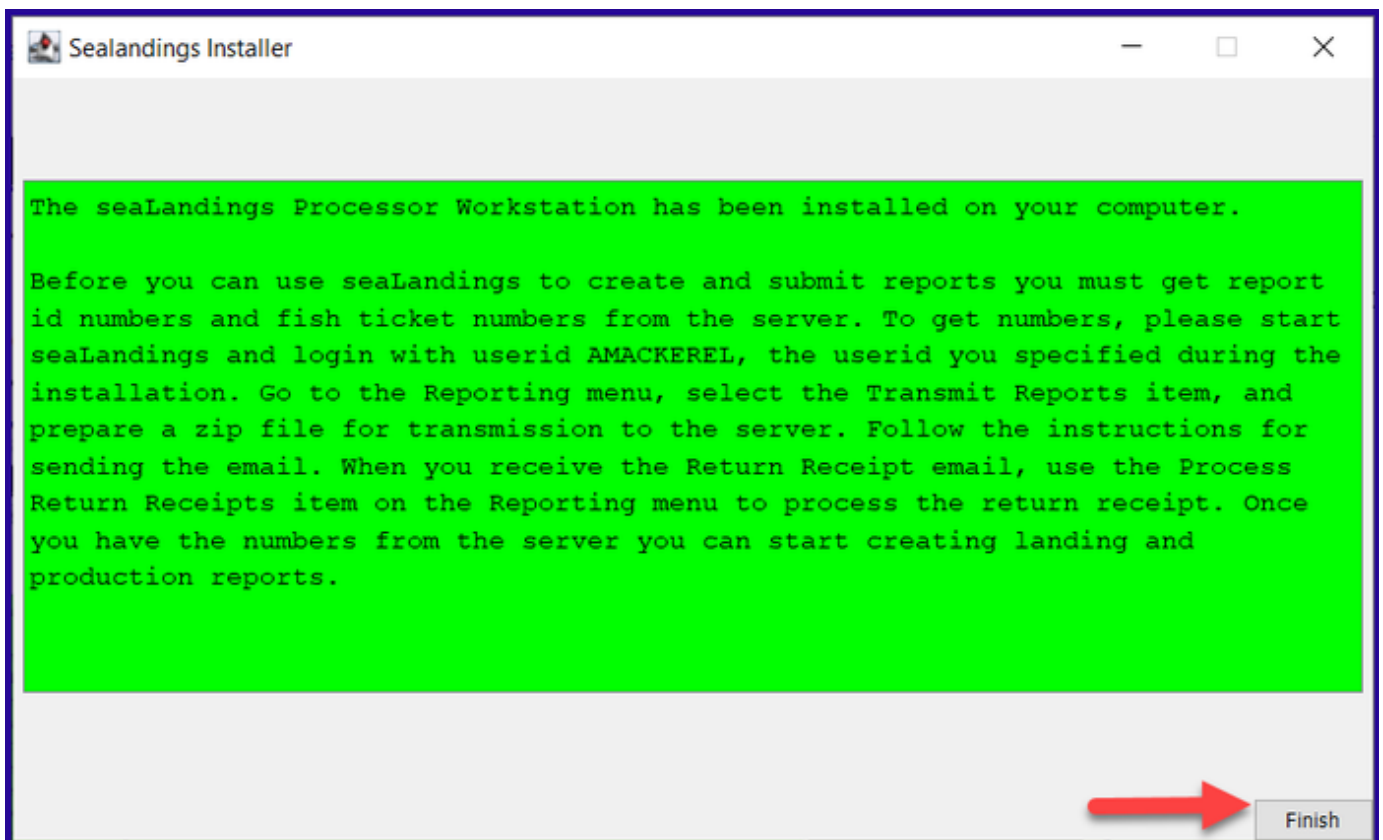 Sealandings Installer
The seaLandings Processor Workstation has been installed on your computer.
Before you can use seaLandings to create and submit reports you must get report
id numbers and fish ticket numbers from the server. To get numbers, please start
seaLandings and login with userid AMACKEREL, the userid you specified during the
installation. Go to the Reporting menu, select the Transmit Reports item, and
prepare a zip file for transmission to the server. Follow the instructions for
sending the email. When you receive the Return Receipt email, use the Process
Return Receipts item on the Reporting menu to process the return receipt. Once
you have the numbers from the server you can start creating landing and
production reports.
Finish